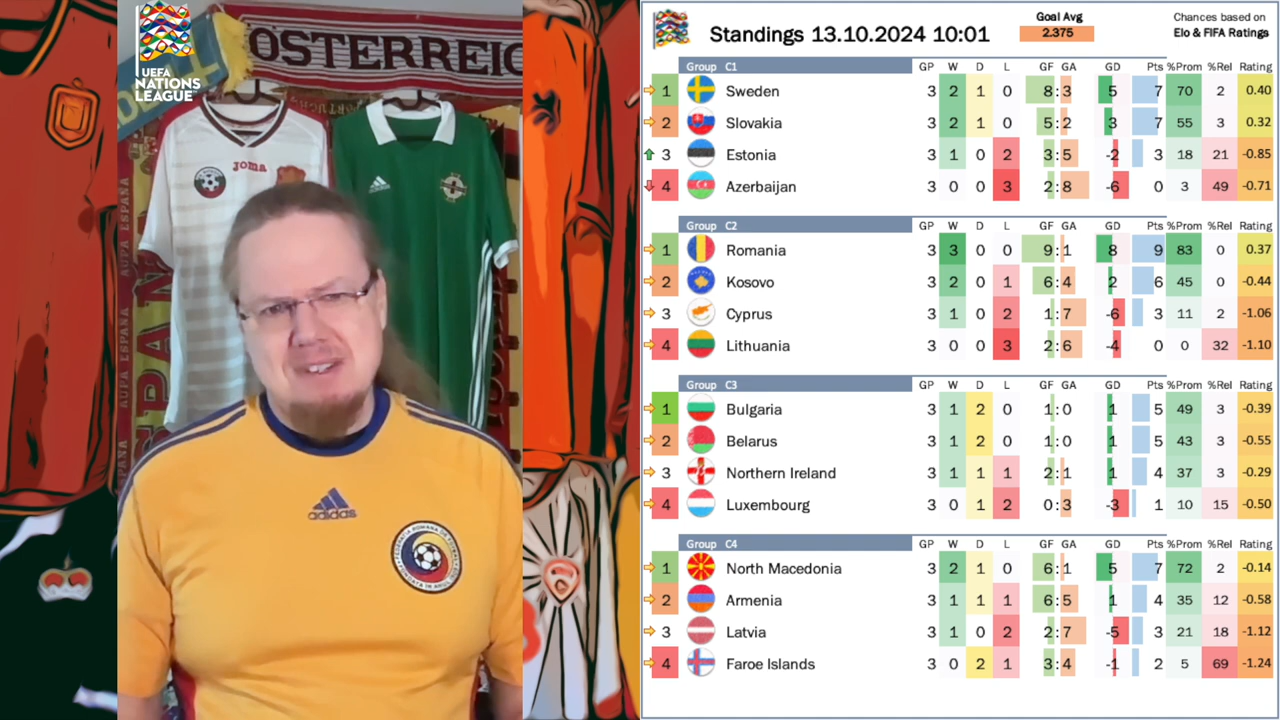 UEFA
NATIONS
LEAGUE
ÖSTERREIC
joma
adidas
AUPA ESPAÑA
Standings 13.10.2024 10:01
Goal Avg
2.375
Chances based on
Elo & FIFA Ratings
Group C1 GP W D L GF GA GD Pts %Prom %Rel Rating
1 Sweden 3 2 1 0 8:3 5 7 70 2 0.40
2 Slovakia 3 2 1 0 5:2 3 7 55 3 0.32
3 Estonia 3 1 0 2 3:5 -2 3 18 21 -0.85
4 Azerbaijan 3 0 0 3 2:8 -6 0 3 49 -0.71
Group C2 GP W D L GF GA GD Pts %Prom %Rel Rating
1 Romania 3 3 0 0 9:1 8 9 83 0 0.37
2 Kosovo 3 2 0 1 6:4 2 6 45 0 -0.44
3 Cyprus 3 1 0 2 1:7 -6 3 11 2 -1.06
4 Lithuania 3 0 0 3 2:6 -4 0 0 32 -1.10
Group C3 GP W D L GF GA GD Pts %Prom %Rel Rating
1 Bulgaria 3 1 2 0 1:0 1 5 49 3 -0.39
2 Belarus 3 1 2 0 1:0 1 5 43 3 -0.55
3 Northern Ireland 3 1 1 1 2:1 1 4 37 3 -0.29
4 Luxembourg 3 0 1 2 0:3 -3 1 10 15 -0.50
Group C4 GP W D L GF GA GD Pts %Prom %Rel Rating
1 North Macedonia 3 2 1 0 6:1 5 7 72 2 -0.14
2 Armenia 3 1 1 1 6:5 1 4 35 12 -0.58
3 Latvia 3 1 0 2 2:7 -5 3 21 18 -1.12
4 Faroe Islands 3 0 2 1 3:4 -1 2 5 69 -1.24